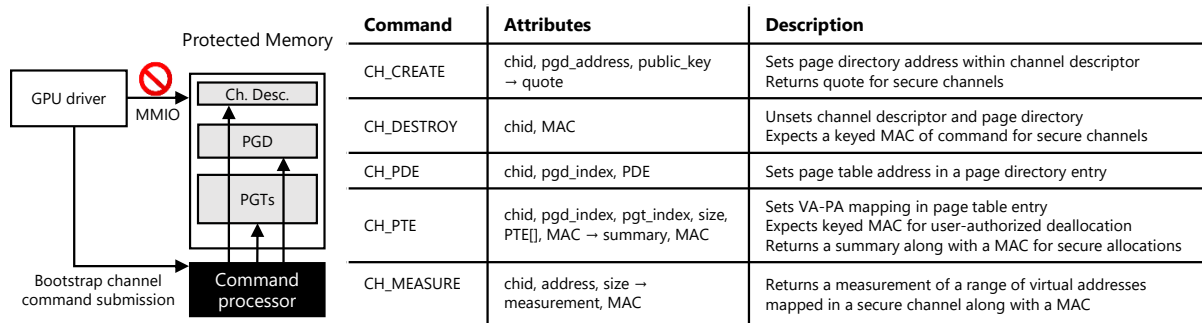 Protected Memory
GPU driver
MMIO
Ch. Desc.
PGD
PGTs
Bootstrap channel
command submission
Command
processor
Command Attributes Description
CH_CREATE
chid, pgd_address, public_key
→ quote
Sets page directory address within channel descriptor
Returns quote for secure channels
CH_DESTROY
chid, MAC
Unsets channel descriptor and page directory
Expects a keyed MAC of command for secure channels
CH_PDE
chid, pgd_index, PDE
Sets page table address in a page directory entry
CH_PTE
chid, pgd_index, pgt_index, size,
PTE[], MAC → summary, MAC
Sets VA-PA mapping in page table entry
Expects keyed MAC for user-authorized deallocation
Returns a summary along with a MAC for secure allocations
CH_MEASURE
chid, address, size →
measurement, MAC
Returns a measurement of a range of virtual addresses
mapped in a secure channel along with a MAC